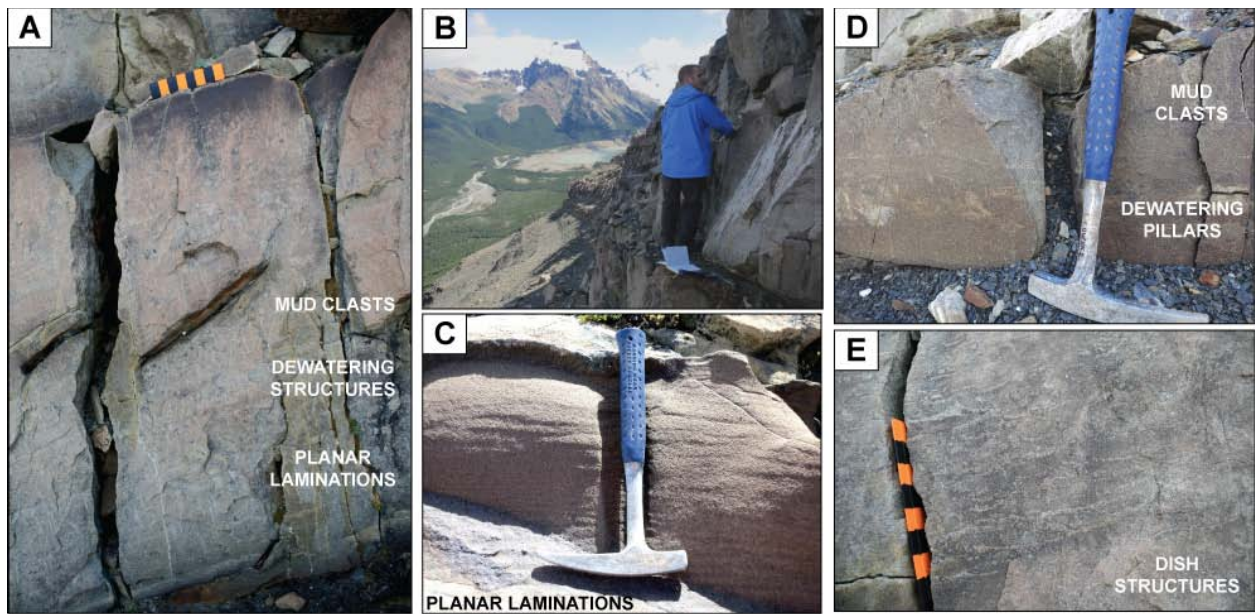 A
MUD CLASTS
DEWATERING
STRUCTURES
PLANAR
LAMINATIONS
B
C
PLANAR LAMINATIONS
D
MUD
CLASTS
DEWATERING
PILLARS
E
DISH
STRUCTURES